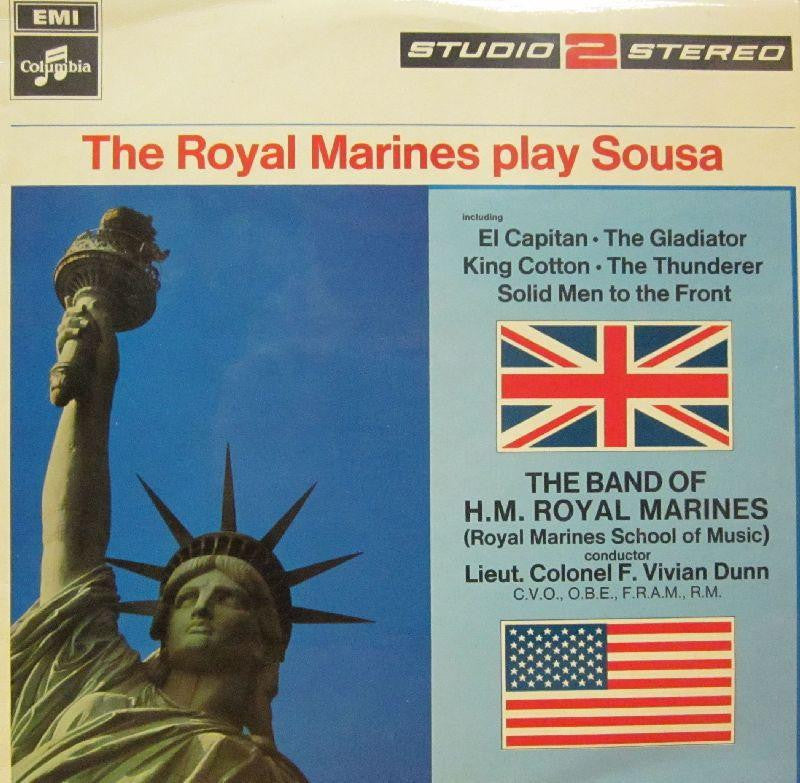 EMI
Columbia
STUDIO 2 STEREO
The Royal Marines play Sousa
including
El Capitan • The Gladiator
King Cotton • The Thunderer
Solid Men to the Front
THE BAND OF
H.M. ROYAL MARINES
(Royal Marines School of Music)
conductor
Lieut. Colonel F. Vivian Dunn
C.V.O., O.B.E., F.R.A.M., R.M.